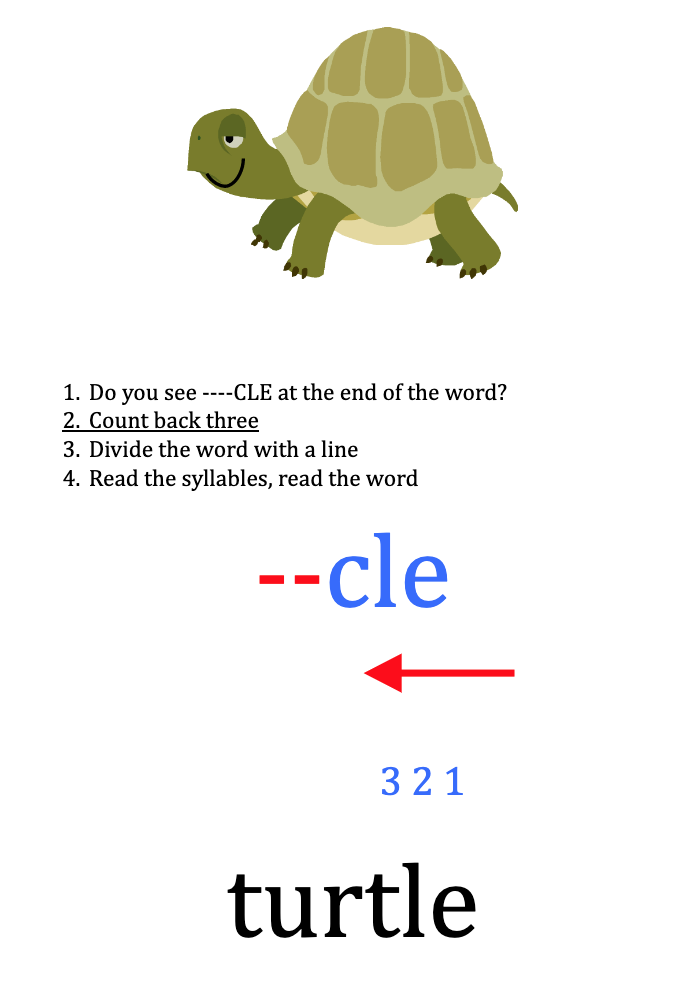 1. Do you see ----CLE at the end of the word?
2. Count back three
3. Divide the word with a line
4. Read the syllables, read the word
--cle
3 2 1
turtle